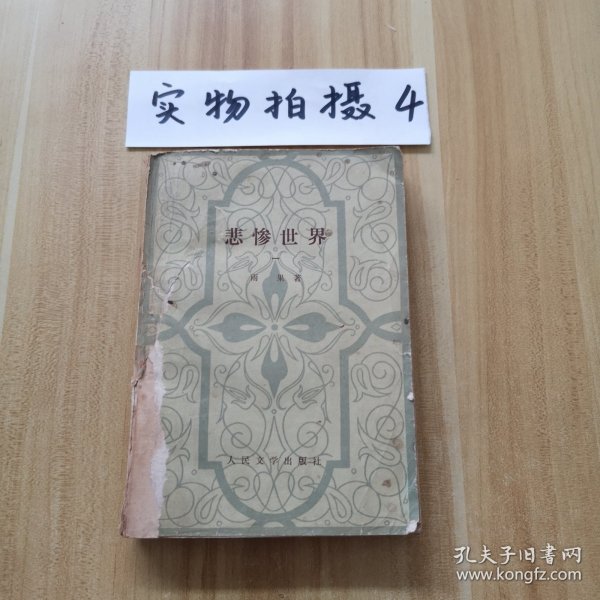 实物拍摄4
悲惨世界
一
雨果著
人民文学出版社
孔夫子旧书网
www.kongfz.com